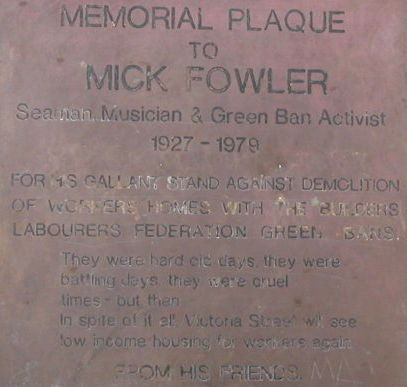 MEMORIAL PLAQUE
TO
MICK FOWLER
Seaman, Musician & Green Ban Activist
1927 - 1979
FOR HIS GALLANT STAND AGAINST DEMOLITION
OF WORKERS HOMES WITH THE BUILDERS
LABOURERS FEDERATION GREEN BANS.
They were hard old days, they were
battling days, they were cruel
times - but then
In spite of it all, Victoria Street will see
low income housing for workers again
FROM HIS FRIENDS.